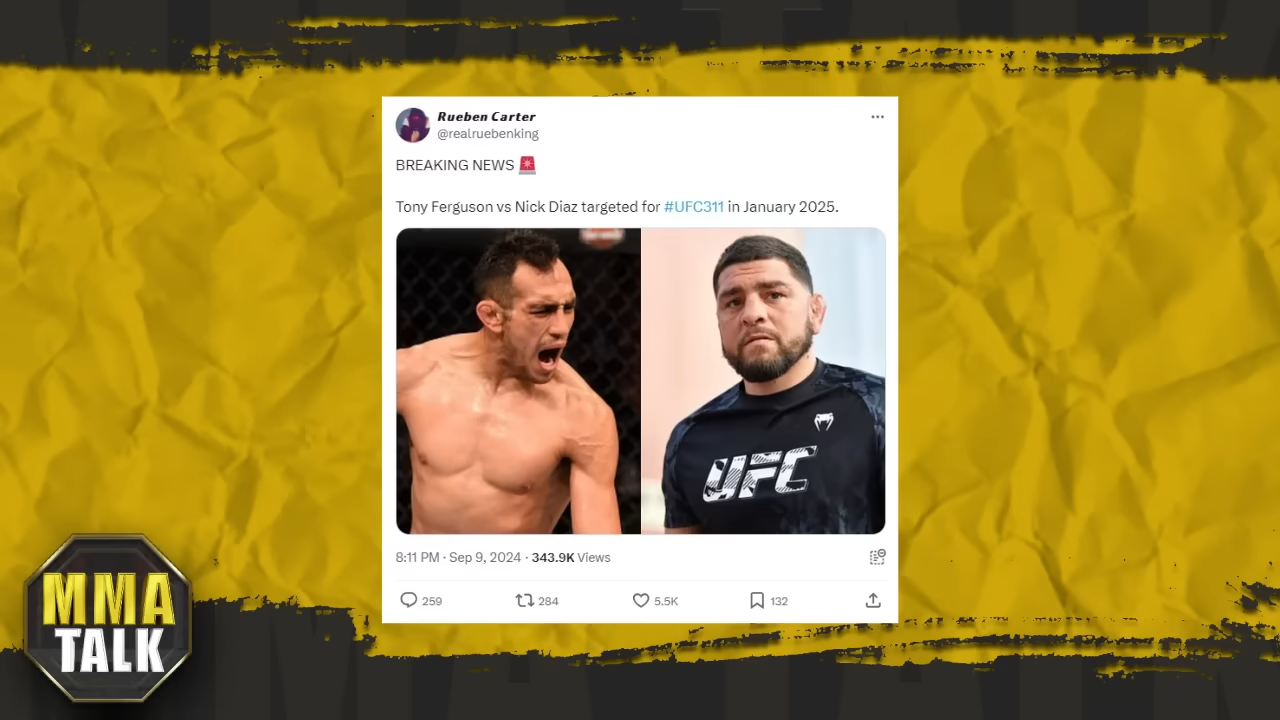 Rueben Carter
@realruebenking
BREAKING NEWS 🚨
Tony Ferguson vs Nick Diaz targeted for #UFC311 in January 2025.
UFC
8:11 PM · Sep 9, 2024 · 343.9K Views
259 284 5.5K 132
MMA
TALK